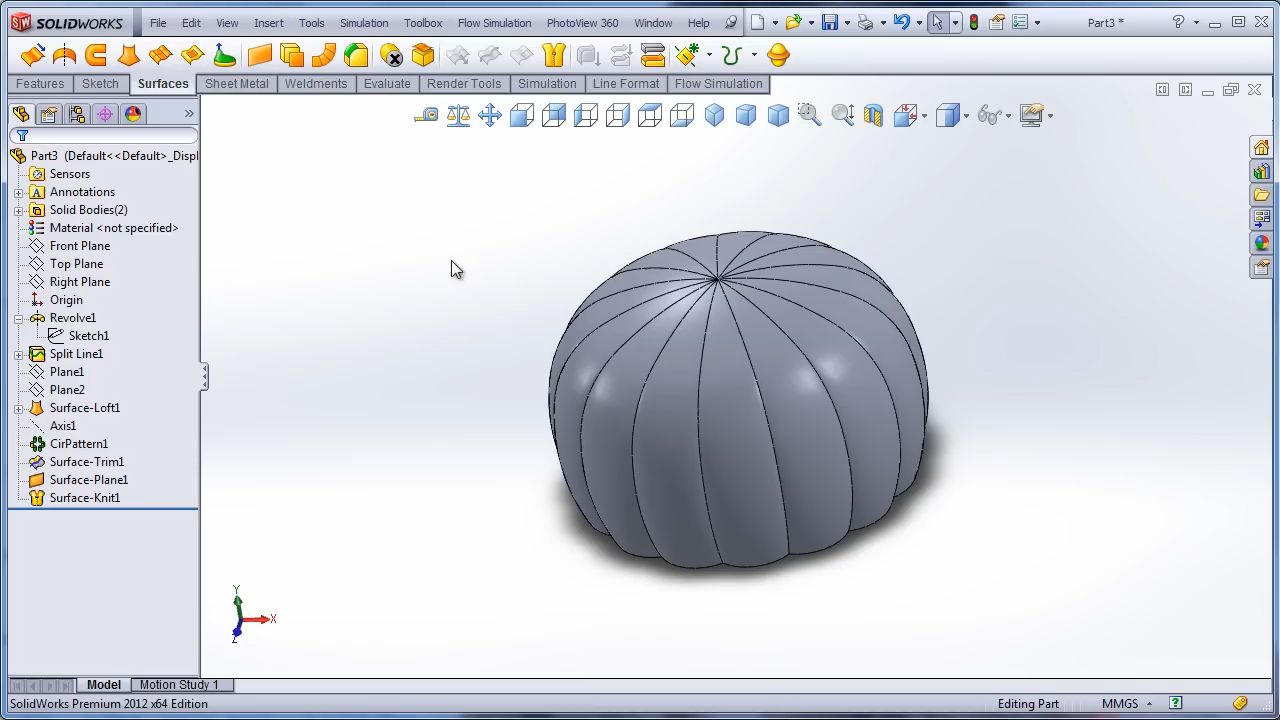 SOLIDWORKS File Edit View Insert Tools Simulation Toolbox Flow Simulation PhotoView 360 Window Help Part3 *
Features Sketch Surfaces Sheet Metal Weldments Evaluate Render Tools Simulation Line Format Flow Simulation
Part3 (Default<<Default>_Displ
Sensors
Annotations
Solid Bodies(2)
Material <not specified>
Front Plane
Top Plane
Right Plane
Origin
Revolve1
Sketch1
Split Line1
Plane1
Plane2
Surface-Loft1
Axis1
CirPattern1
Surface-Trim1
Surface-Plane1
Surface-Knit1
Y
X
Z
Model Motion Study 1
SolidWorks Premium 2012 x64 Edition Editing Part MMGS